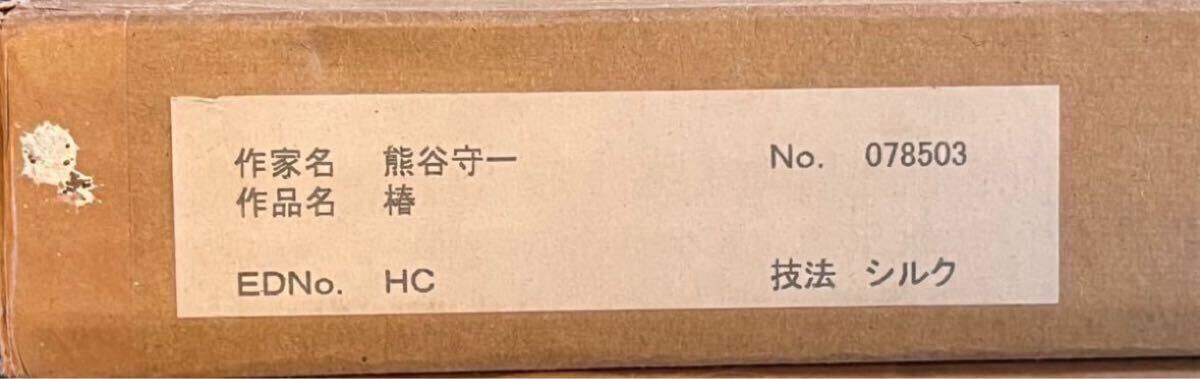 作家名 熊谷守一 No. 078503
作品名 椿
EDNo. HC 技法 シルク